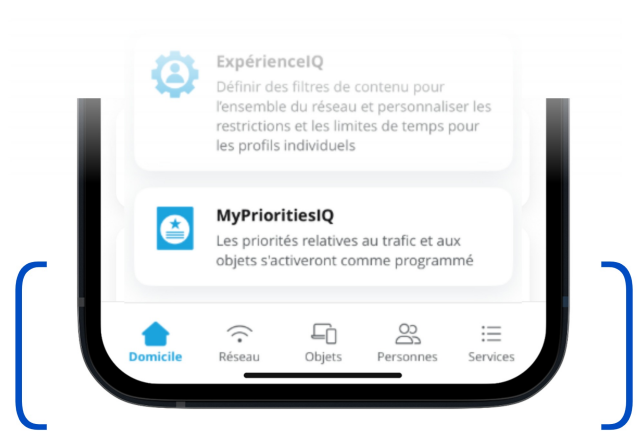 ExpérienceIQ
Définir des filtres de contenu pour
l'ensemble du réseau et personnaliser les
restrictions et les limites de temps pour
les profils individuels
MyPrioritiesIQ
Les priorités relatives au trafic et aux
objets s'activeront comme programmé
Domicile
Réseau
Objets
Personnes
Services